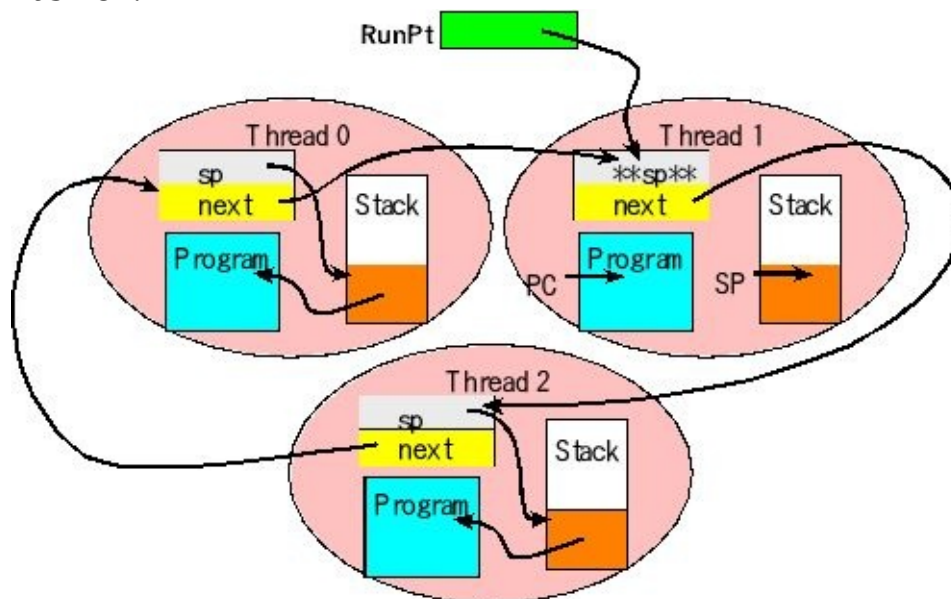 RunPt
Thread 0
sp
next
Stack
Program
Thread 1
**sp**
next
Stack
Program
PC
SP
Thread 2
sp
next
Stack
Program